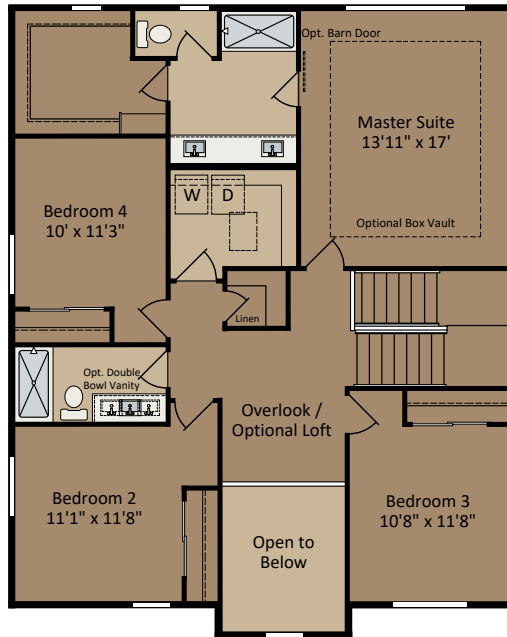 Opt. Barn Door
Master Suite
13'11" x 17'
Optional Box Vault
W D
Bedroom 4
10' x 11'3"
Linen
Opt. Double
Bowl Vanity
Overlook /
Optional Loft
Bedroom 2
11'1" x 11'8"
Bedroom 3
10'8" x 11'8"
Open to
Below